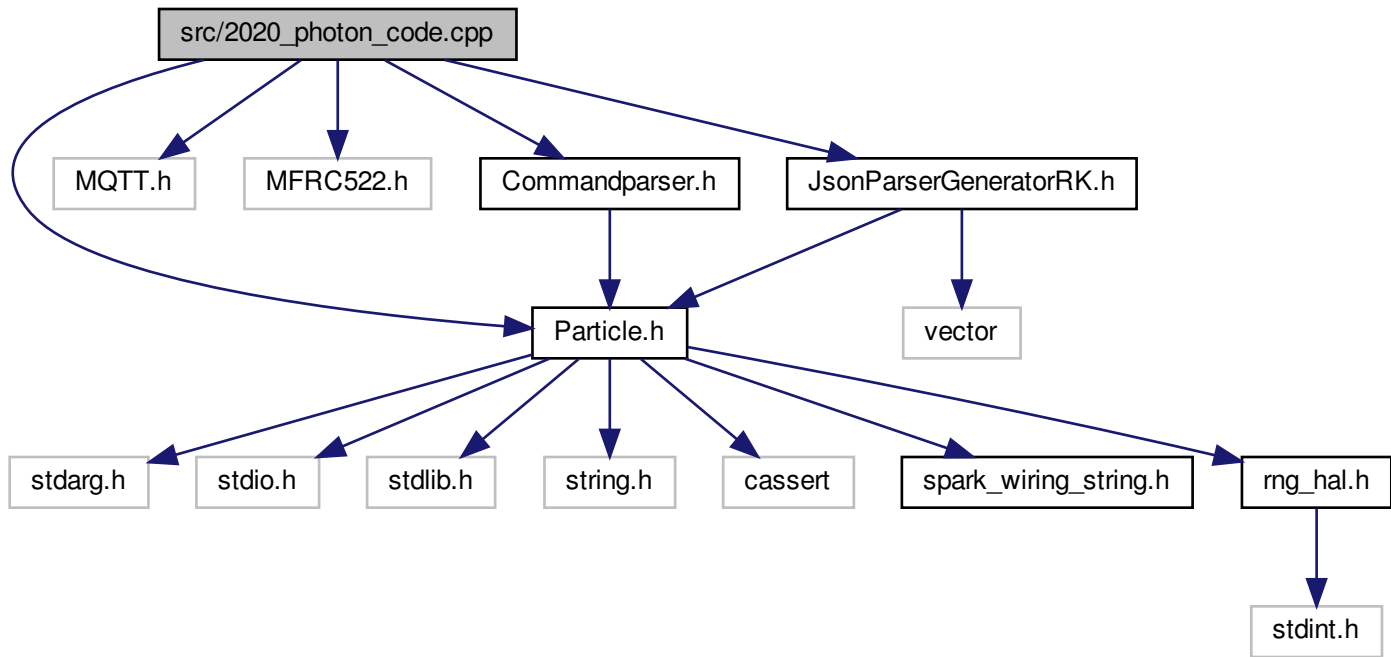 src/2020_photon_code.cpp
MQTT.h
MFRC522.h
Commandparser.h
JsonParserGeneratorRK.h
Particle.h
vector
stdarg.h
stdio.h
stdlib.h
string.h
cassert
spark_wiring_string.h
rng_hal.h
stdint.h